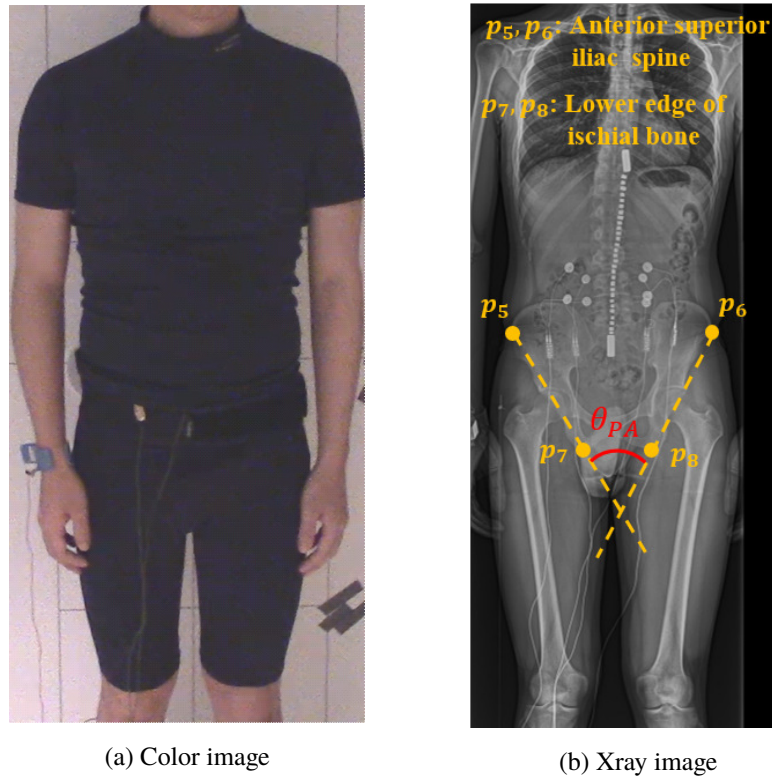 p₅, p₆: Anterior superior
iliac spine
p₇, p₈: Lower edge of
ischial bone
p₅
p₆
θ_PA
p₇
p₈
(a) Color image
(b) Xray image